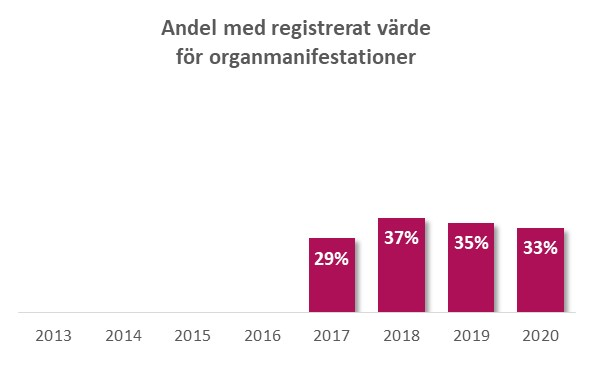 Andel med registrerat värde
för organmanifestationer
29%
37%
35%
33%
2013 2014 2015 2016 2017 2018 2019 2020